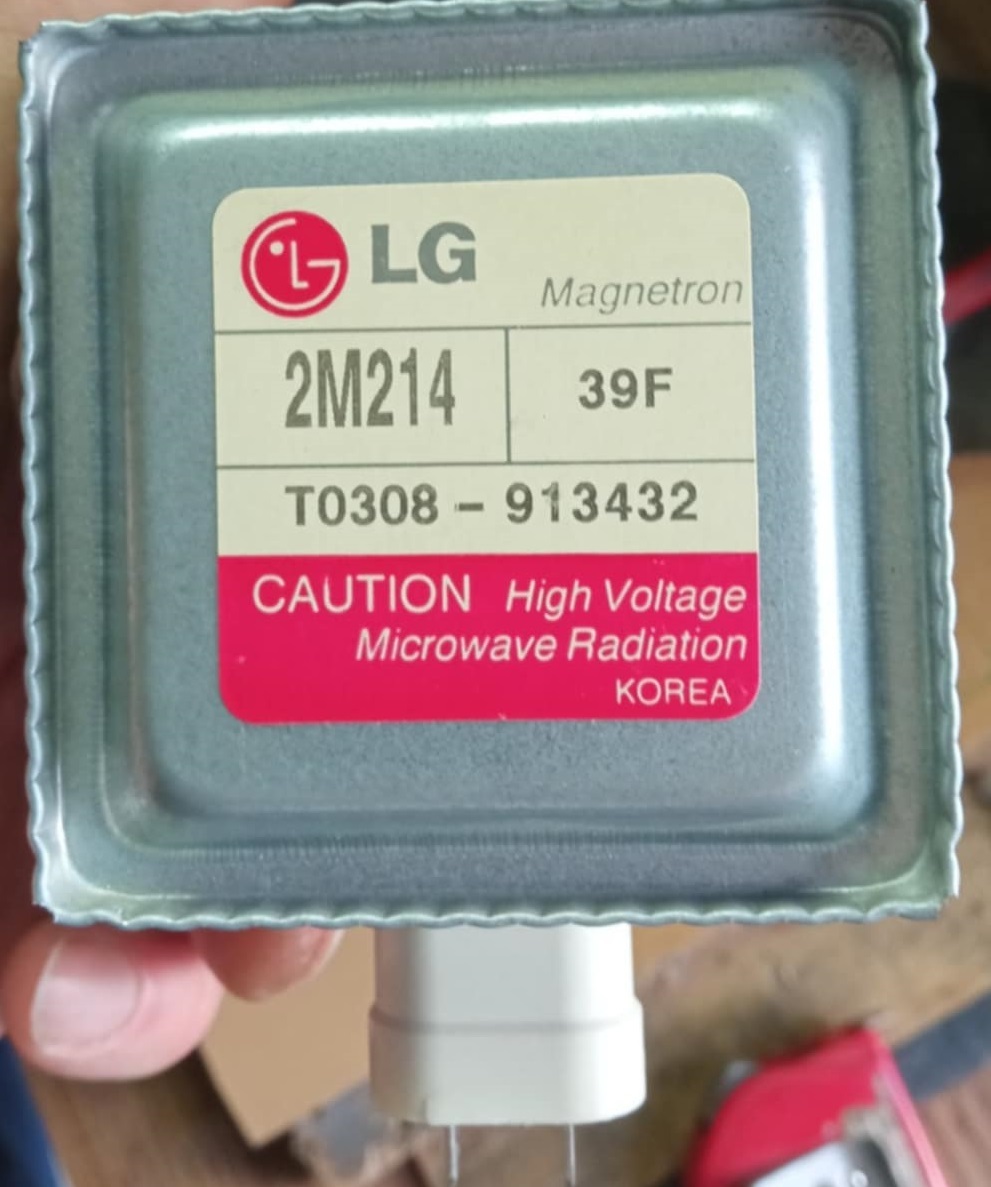 LG
Magnetron
2M214 39F
T0308 – 913432
CAUTION High Voltage
Microwave Radiation
KOREA